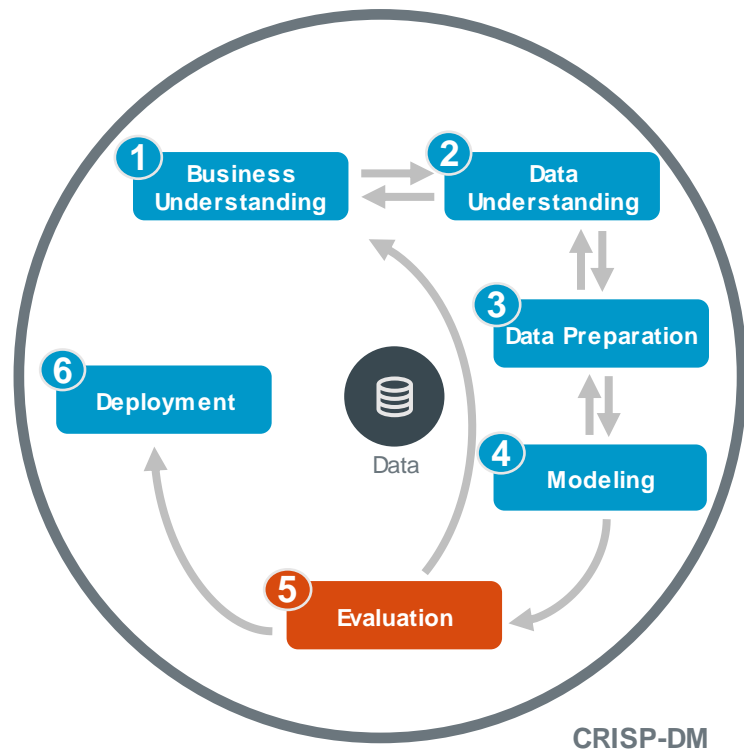 1
Business
Understanding
2
Data
Understanding
3
Data Preparation
4
Modeling
5
Evaluation
6
Deployment
Data
CRISP-DM